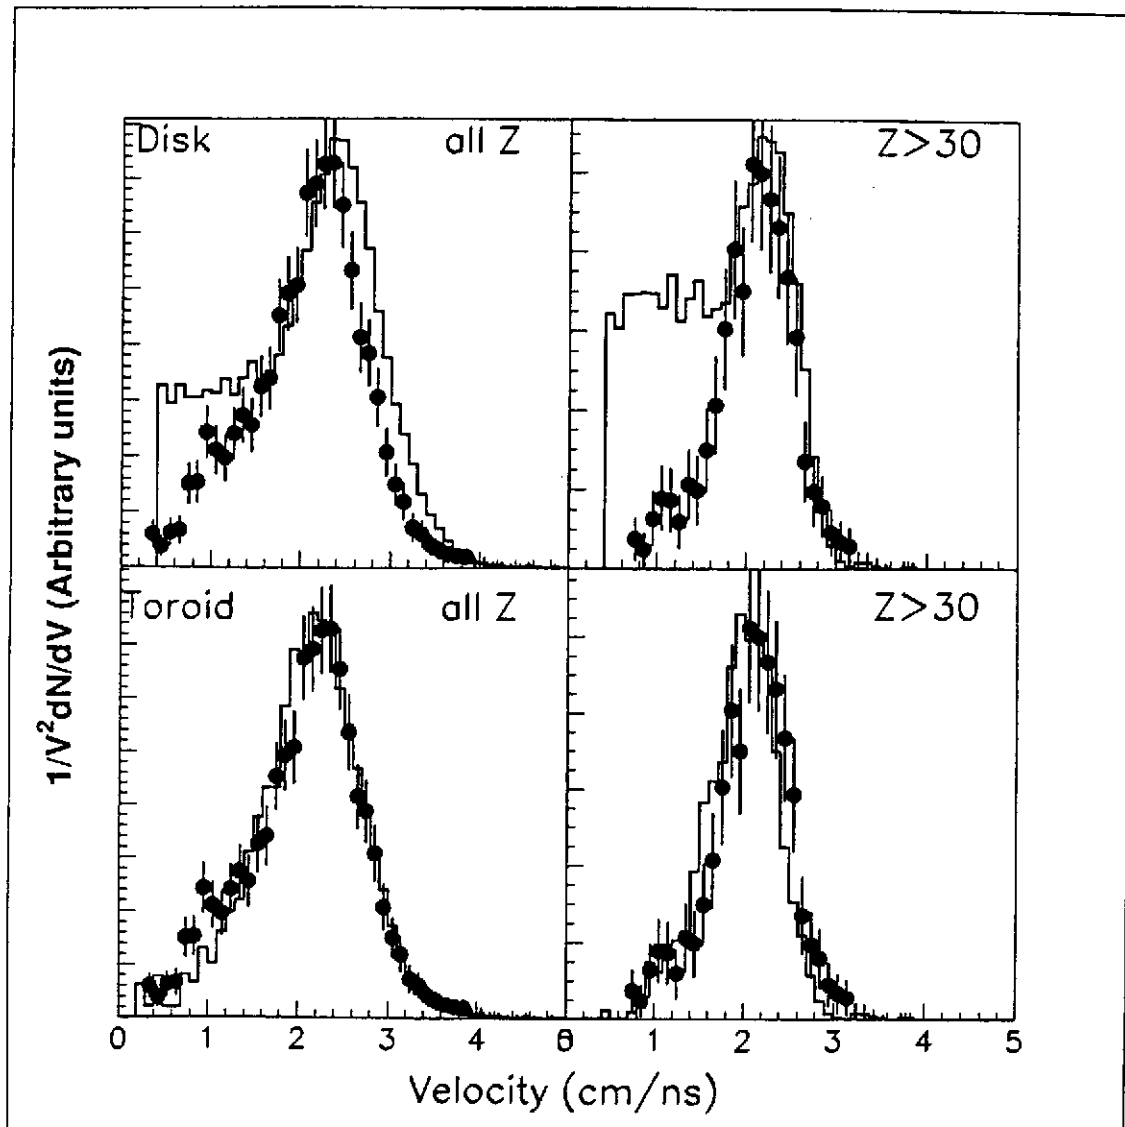 Disk
all Z
Z>30
Toroid
all Z
Z>30
1/V²dN/dV (Arbitrary units)
0 1 2 3 4 0 1 2 3 4 5
Velocity (cm/ns)